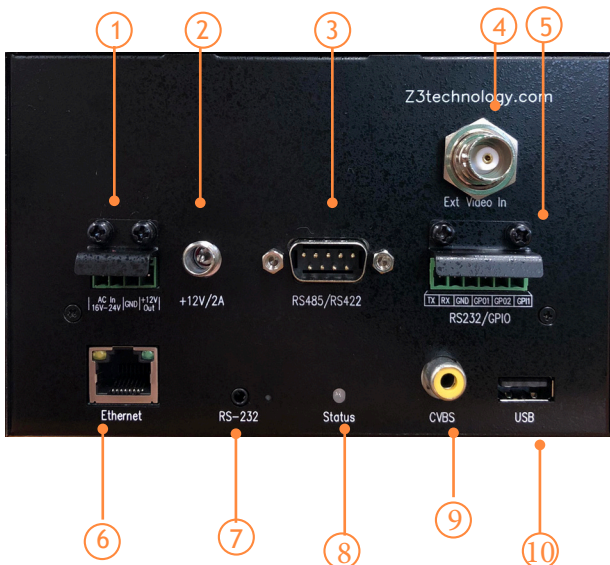 1 2 3 4 5
Z3technology.com
Ext Video In
AC In
16V-24V GND +12V
Out
+12V/2A
RS485/RS422
TX RX GND GPO1 GPO2 GPI1
RS232/GPIO
Ethernet RS-232 Status CVBS USB
6 7 8 9 10